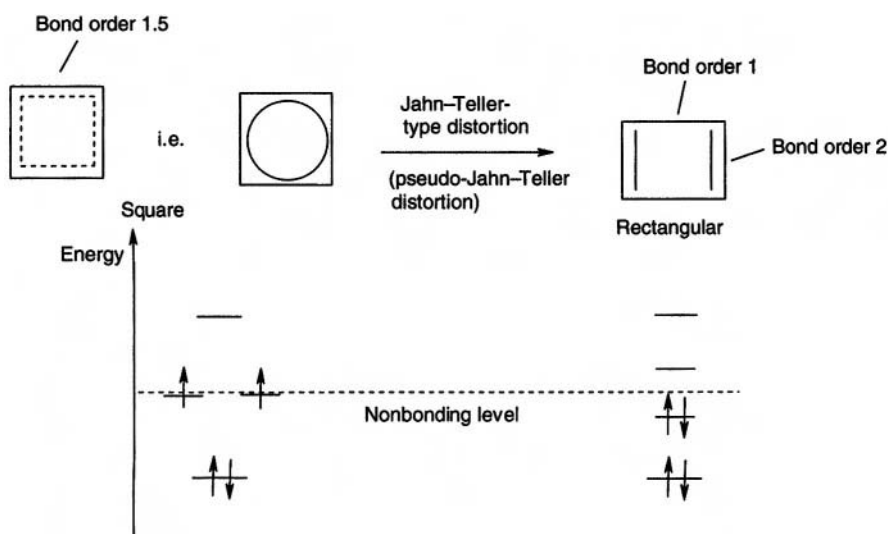 Bond order 1.5
i.e.
Jahn–Teller-
type distortion
(pseudo-Jahn–Teller
distortion)
Bond order 1
Bond order 2
Square
Rectangular
Energy
Nonbonding level